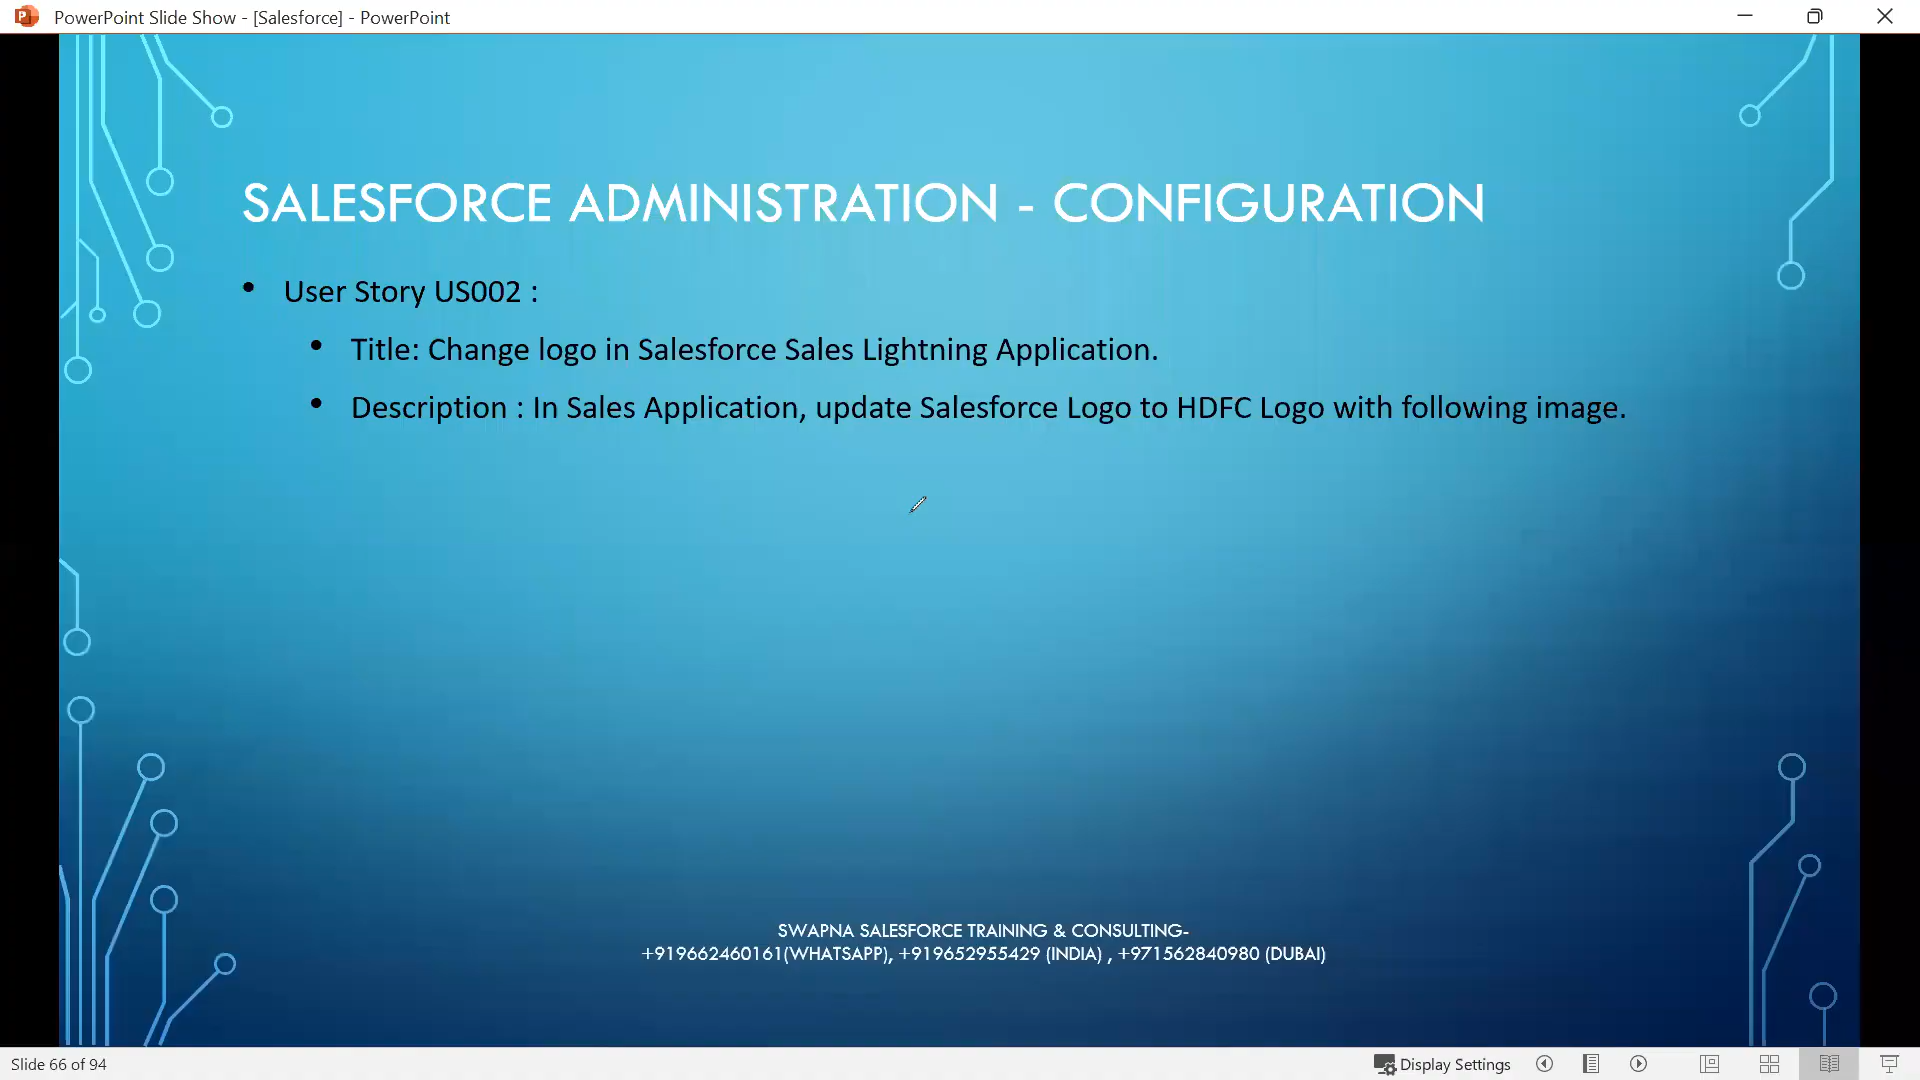 PowerPoint Slide Show - [Salesforce] - PowerPoint
SALESFORCE ADMINISTRATION - CONFIGURATION
• User Story US002 :
• Title: Change logo in Salesforce Sales Lightning Application.
• Description : In Sales Application, update Salesforce Logo to HDFC Logo with following image.
SWAPNA SALESFORCE TRAINING & CONSULTING-
+919662460161(WHATSAPP), +919652955429 (INDIA) , +971562840980 (DUBAI)
Slide 66 of 94
Display Settings